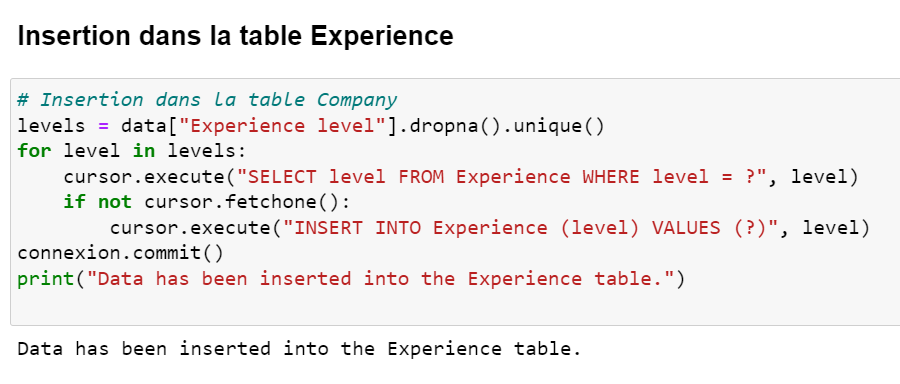 Insertion dans la table Experience
# Insertion dans la table Company
levels = data["Experience level"].dropna().unique()
for level in levels:
    cursor.execute("SELECT level FROM Experience WHERE level = ?", level)
    if not cursor.fetchone():
        cursor.execute("INSERT INTO Experience (level) VALUES (?)", level)
connexion.commit()
print("Data has been inserted into the Experience table.")
Data has been inserted into the Experience table.